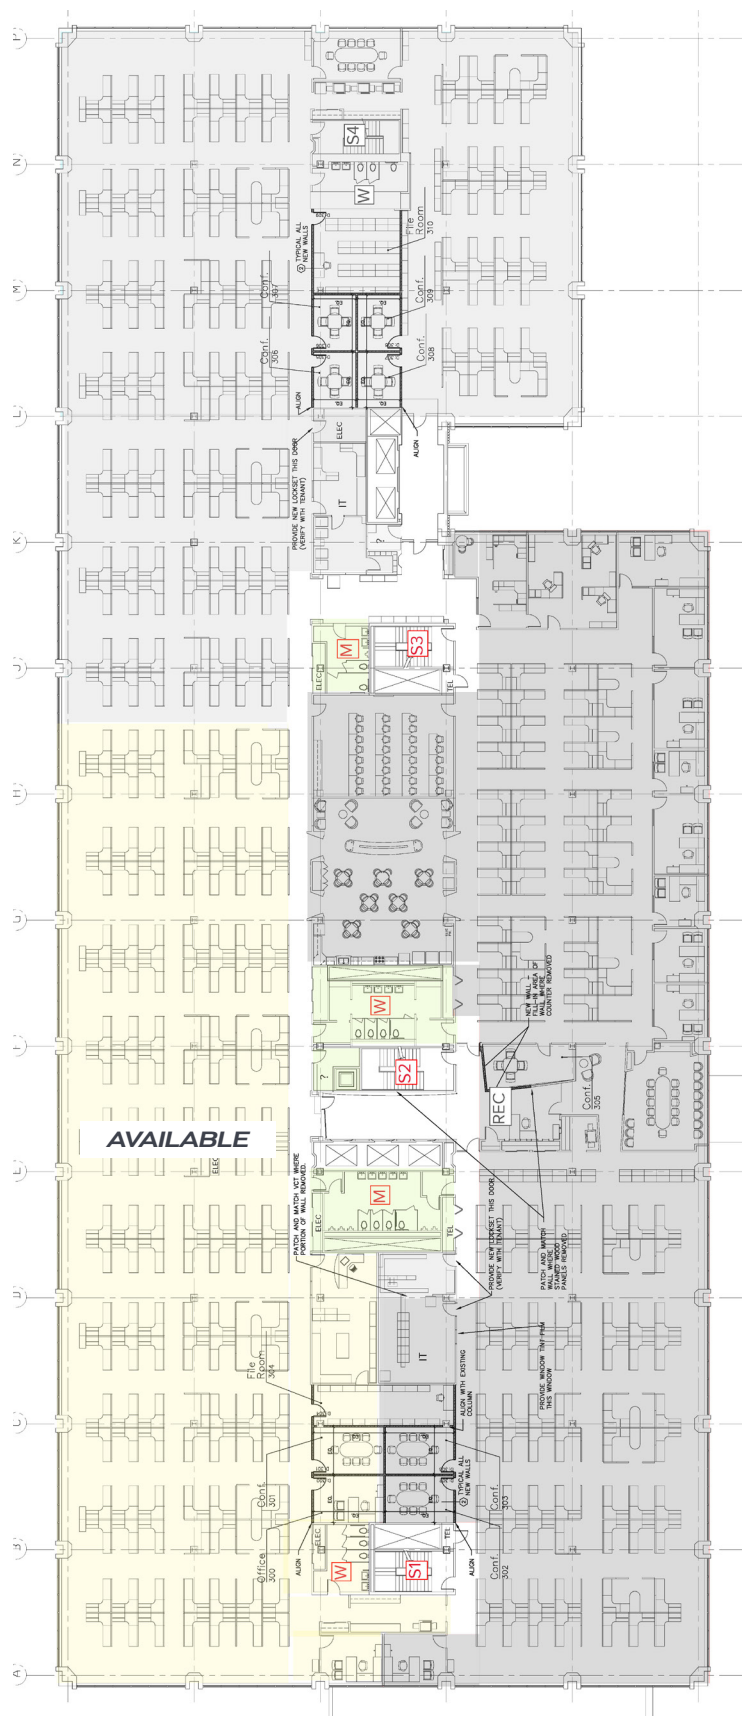 P
N
S4
W
File
Room
310
3 TYPICAL ALL
NEW WALLS
M
Conf.
307
Conf.
309
Conf.
306
Conf.
308
ALIGN
L
ELEC
ALIGN
PROVIDE NEW LOCKSET THIS DOOR
(VERIFY WITH TENANT)
IT
?
K
M
S3
ELEC
TEL
J
H
G
W
NEW WALL -
FILL-IN AREA OF
WALL WHERE
COUNTER REMOVED
F
?
S2
REC
Conf.
305
AVAILABLE
E
ELEC
PATCH AND MATCH VCT WHERE
PORTION OF WALL REMOVED.
M
ELEC
TEL
PROVIDE NEW LOCKSET THIS DOOR
(VERIFY WITH TENANT)
PATCH AND MATCH
WALL WHERE
STAINED WOOD
PANELS REMOVED
D
IT
File
Room
304
PROVIDE WINDOW TINT FILM
THIS WINDOW
ALIGN WITH EXISTING
COLUMN
C
Conf.
301
2 TYPICAL ALL
NEW WALLS
Conf.
303
Office
300
ALIGN
ELEC
TEL
ALIGN
Conf.
302
B
W
S1
A